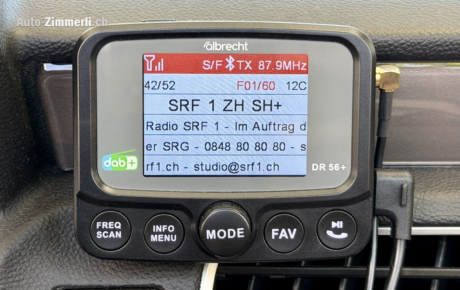 Auto-Zimmerli.ch
albrecht
S/F TX 87.9MHz
42/52 F01/60 12C
SRF 1 ZH SH+
Radio SRF 1 - Im Auftrag d
er SRG - 0848 80 80 80 - s
rf1.ch - studio@srf1.ch
dab+
DR 56+
FREQ SCAN
INFO MENU
MODE
FAV